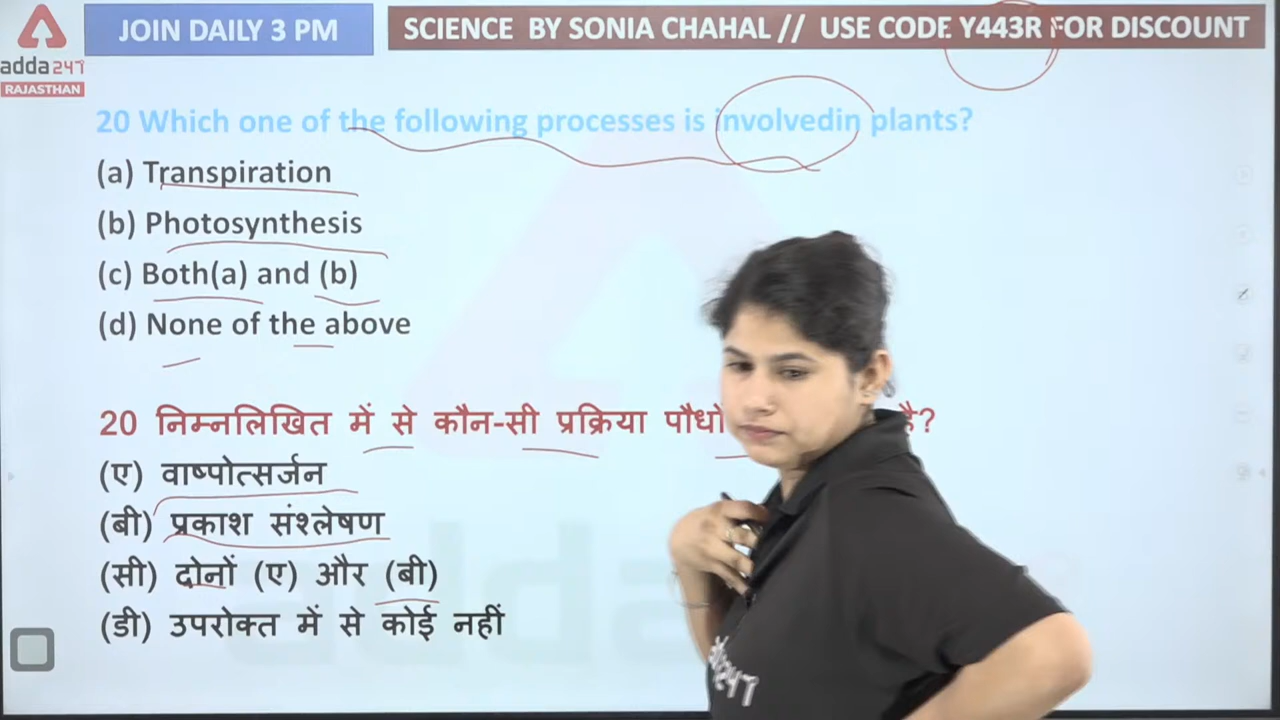 JOIN DAILY 3 PM
SCIENCE BY SONIA CHAHAL // USE CODE Y443R FOR DISCOUNT
adda247
RAJASTHAN
20 Which one of the following processes is involvedin plants?
(a) Transpiration
(b) Photosynthesis
(c) Both(a) and (b)
(d) None of the above
20 निम्नलिखित में से कौन-सी प्रक्रिया पौधों है?
(ए) वाष्पोत्सर्जन
(बी) प्रकाश संश्लेषण
(सी) दोनों (ए) और (बी)
(डी) उपरोक्त में से कोई नहीं